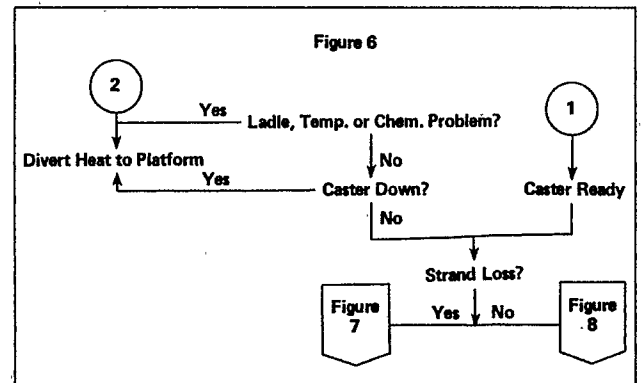 Figure 6
2
1
Yes
Ladle, Temp. or Chem. Problem?
Divert Heat to Platform
No
Yes
Caster Down?
Caster Ready
No
Strand Loss?
Figure
7
Yes
No
Figure
8